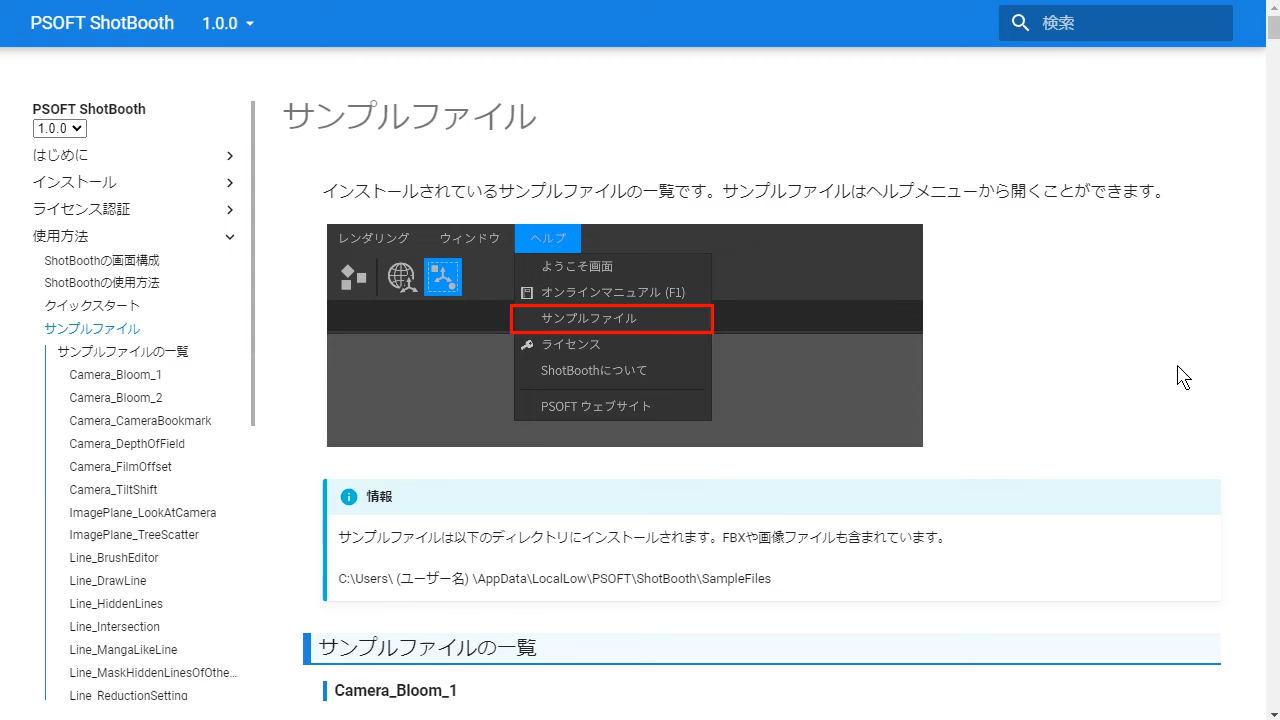 PSOFT ShotBooth 1.0.0
検索
PSOFT ShotBooth
1.0.0
はじめに
インストール
ライセンス認証
使用方法
ShotBoothの画面構成
ShotBoothの使用方法
クイックスタート
サンプルファイル
サンプルファイルの一覧
Camera_Bloom_1
Camera_Bloom_2
Camera_CameraBookmark
Camera_DepthOfField
Camera_FilmOffset
Camera_TiltShift
ImagePlane_LookAtCamera
ImagePlane_TreeScatter
Line_BrushEditor
Line_DrawLine
Line_HiddenLines
Line_Intersection
Line_MangaLikeLine
Line_MaskHiddenLinesOfOthe...
Line_ReductionSetting
サンプルファイル
インストールされているサンプルファイルの一覧です。サンプルファイルはヘルプメニューから開くことができます。
レンダリング ウィンドウ ヘルプ
ようこそ画面
オンラインマニュアル (F1)
サンプルファイル
ライセンス
ShotBoothについて
PSOFT ウェブサイト
情報
サンプルファイルは以下のディレクトリにインストールされます。FBXや画像ファイルも含まれています。
C:\Users\ (ユーザー名) \AppData\LocalLow\PSOFT\ShotBooth\SampleFiles
サンプルファイルの一覧
Camera_Bloom_1